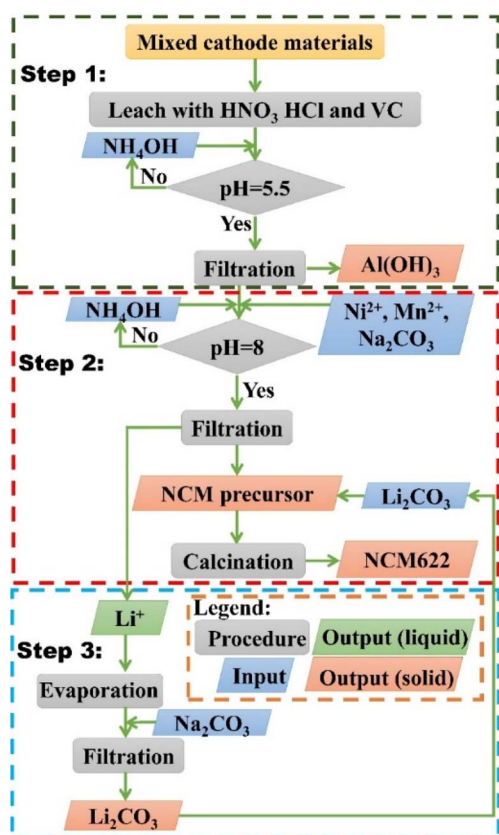 Mixed cathode materials
Step 1:
Leach with HNO₃ HCl and VC
NH₄OH
No
pH=5.5
Yes
Filtration
Al(OH)₃
NH₄OH
Ni²⁺, Mn²⁺,
Na₂CO₃
No
pH=8
Step 2:
Yes
Filtration
NCM precursor
Li₂CO₃
Calcination
NCM622
Li⁺
Legend:
Procedure
Output (liquid)
Input
Output (solid)
Step 3:
Evaporation
Na₂CO₃
Filtration
Li₂CO₃